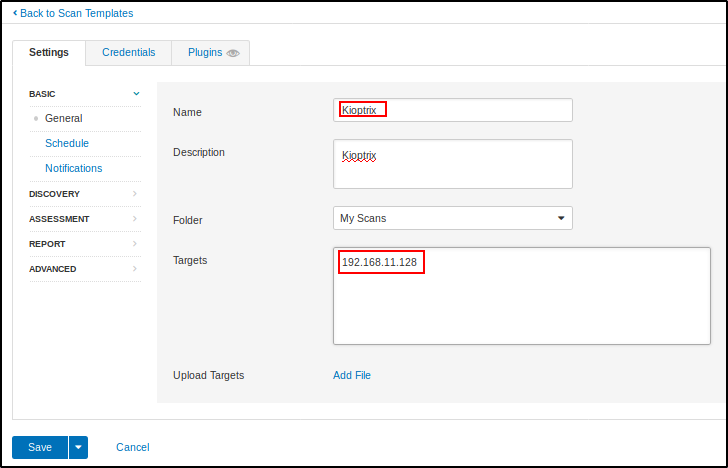 Back to Scan Templates
Settings
Credentials
Plugins
BASIC
General
Schedule
Notifications
DISCOVERY
ASSESSMENT
REPORT
ADVANCED
Name
Kioptrix
Description
Kioptrix
Folder
My Scans
Targets
192.168.11.128
Upload Targets
Add File
Save
Cancel